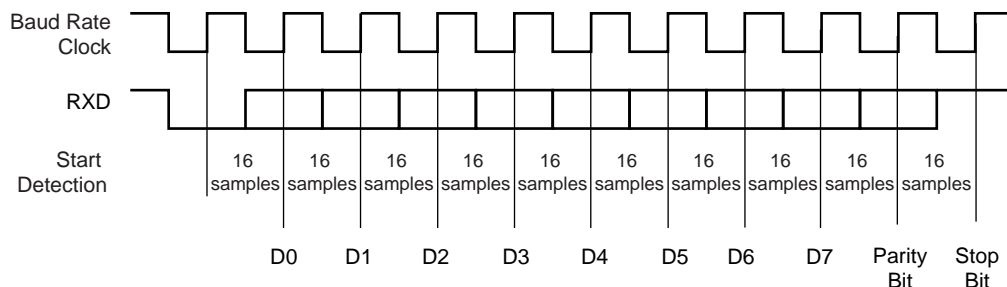 Baud Rate
Clock
RXD
Start
Detection
16 16 16 16 16 16 16 16 16 16
samples samples samples samples samples samples samples samples samples samples
D0 D1 D2 D3 D4 D5 D6 D7 Parity Stop
Bit Bit